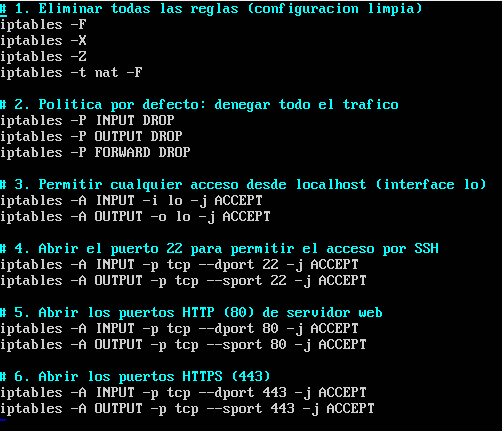 # 1. Eliminar todas las reglas (configuracion limpia)
iptables -F
iptables -X
iptables -Z
iptables -t nat -F
# 2. Politica por defecto: denegar todo el trafico
iptables -P INPUT DROP
iptables -P OUTPUT DROP
iptables -P FORWARD DROP
# 3. Permitir cualquier acceso desde localhost (interface lo)
iptables -A INPUT -i lo -j ACCEPT
iptables -A OUTPUT -o lo -j ACCEPT
# 4. Abrir el puerto 22 para permitir el acceso por SSH
iptables -A INPUT -p tcp --dport 22 -j ACCEPT
iptables -A OUTPUT -p tcp --sport 22 -j ACCEPT
# 5. Abrir los puertos HTTP (80) de servidor web
iptables -A INPUT -p tcp --dport 80 -j ACCEPT
iptables -A OUTPUT -p tcp --sport 80 -j ACCEPT
# 6. Abrir los puertos HTTPS (443)
iptables -A INPUT -p tcp --dport 443 -j ACCEPT
iptables -A OUTPUT -p tcp --sport 443 -j ACCEPT